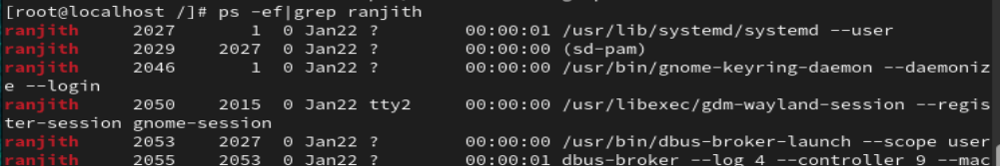 [root@localhost /]# ps -ef|grep ranjith
ranjith     2027       1  0 Jan22 ?        00:00:01 /usr/lib/systemd/systemd --user
ranjith     2029    2027  0 Jan22 ?        00:00:00 (sd-pam)
ranjith     2046       1  0 Jan22 ?        00:00:00 /usr/bin/gnome-keyring-daemon --daemoniz
e --login
ranjith     2050    2015  0 Jan22 tty2     00:00:00 /usr/libexec/gdm-wayland-session --regis
ter-session gnome-session
ranjith     2053    2027  0 Jan22 ?        00:00:00 /usr/bin/dbus-broker-launch --scope user
ranjith     2055    2053  0 Jan22 ?        00:00:01 dbus-broker --log 4 --controller 9 --mac